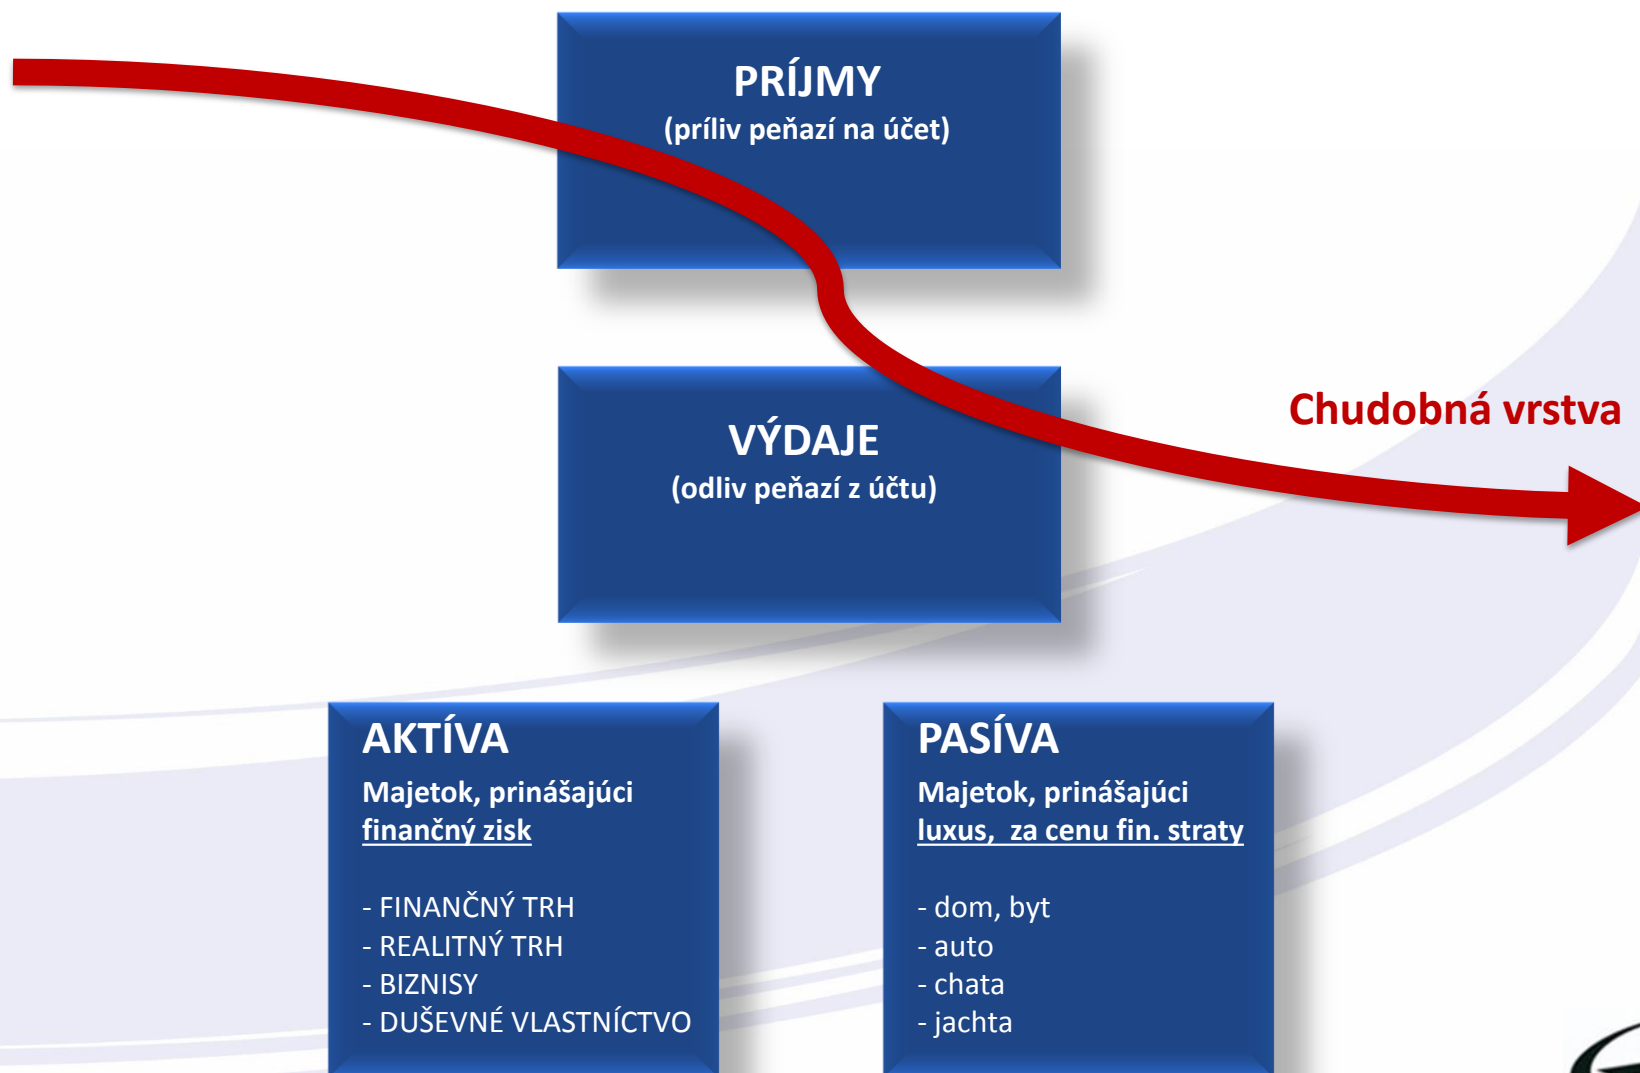 PRÍJMY
(príliv peňazí na účet)
Chudobná vrstva
VÝDAJE
(odliv peňazí z účtu)
AKTÍVA
Majetok, prinášajúci
finančný zisk
- FINANČNÝ TRH
- REALITNÝ TRH
- BIZNISY
- DUŠEVNÉ VLASTNÍCTVO
PASÍVA
Majetok, prinášajúci
luxus,  za cenu fin. straty
- dom, byt
- auto
- chata
- jachta